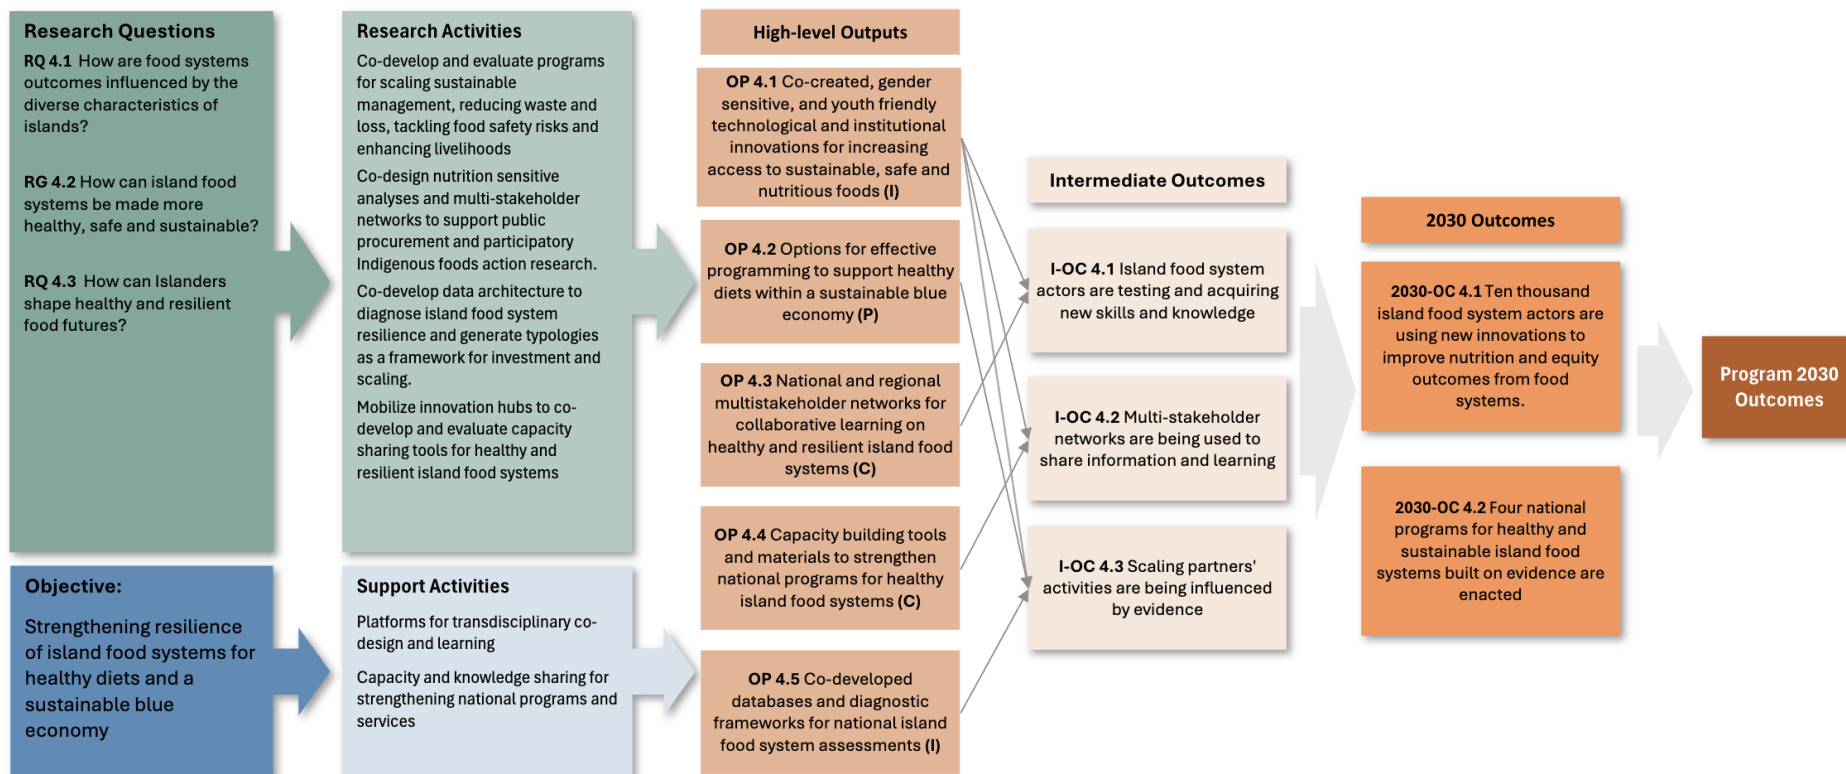 Research Questions
RQ 4.1 How are food systems
outcomes influenced by the
diverse characteristics of
islands?
RG 4.2 How can island food
systems be made more
healthy, safe and sustainable?
RQ 4.3 How can Islanders
shape healthy and resilient
food futures?
Objective:
Strengthening resilience
of island food systems for
healthy diets and a
sustainable blue
economy
Research Activities
Co-develop and evaluate programs
for scaling sustainable
management, reducing waste and
loss, tackling food safety risks and
enhancing livelihoods
Co-design nutrition sensitive
analyses and multi-stakeholder
networks to support public
procurement and participatory
Indigenous foods action research.
Co-develop data architecture to
diagnose island food system
resilience and generate typologies
as a framework for investment and
scaling.
Mobilize innovation hubs to co-
develop and evaluate capacity
sharing tools for healthy and
resilient island food systems
Support Activities
Platforms for transdisciplinary co-
design and learning
Capacity and knowledge sharing for
strengthening national programs and
services
High-level Outputs
OP 4.1 Co-created, gender
sensitive, and youth friendly
technological and institutional
innovations for increasing
access to sustainable, safe and
nutritious foods (I)
OP 4.2 Options for effective
programming to support healthy
diets within a sustainable blue
economy (P)
OP 4.3 National and regional
multistakeholder networks for
collaborative learning on
healthy and resilient island food
systems (C)
OP 4.4 Capacity building tools
and materials to strengthen
national programs for healthy
island food systems (C)
OP 4.5 Co-developed
databases and diagnostic
frameworks for national island
food system assessments (I)
Intermediate Outcomes
I-OC 4.1 Island food system
actors are testing and acquiring
new skills and knowledge
I-OC 4.2 Multi-stakeholder
networks are being used to
share information and learning
I-OC 4.3 Scaling partners'
activities are being influenced
by evidence
2030 Outcomes
2030-OC 4.1 Ten thousand
island food system actors are
using new innovations to
improve nutrition and equity
outcomes from food
systems.
2030-OC 4.2 Four national
programs for healthy and
sustainable island food
systems built on evidence are
enacted
Program 2030
Outcomes